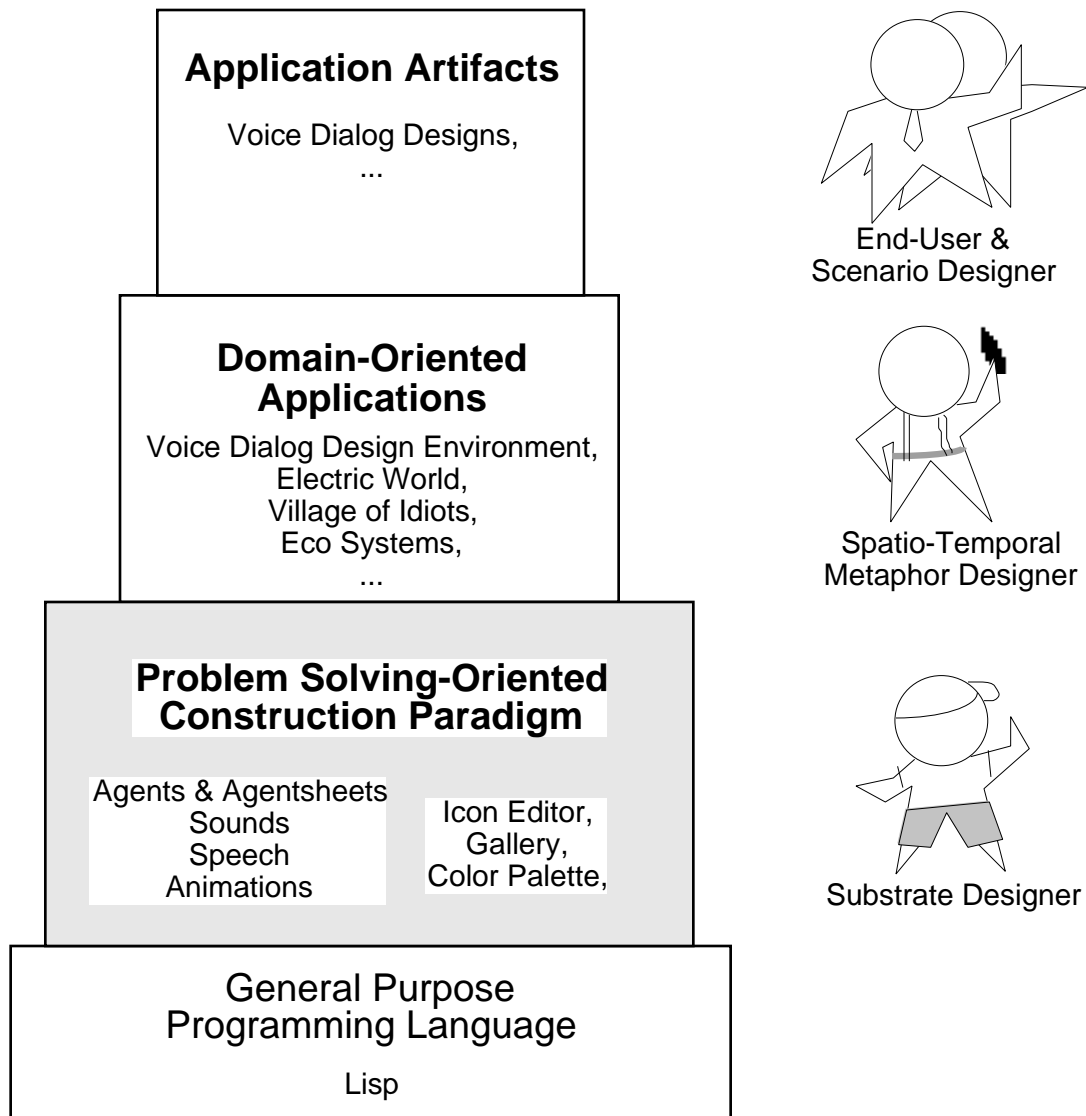 Application Artifacts
Voice Dialog Designs,
...
End-User &
Scenario Designer
Domain-Oriented
Applications
Voice Dialog Design Environment,
Electric World,
Village of Idiots,
Eco Systems,
...
Spatio-Temporal
Metaphor Designer
Problem Solving-Oriented
Construction Paradigm
Agents & Agentsheets
Sounds
Speech
Animations
Icon Editor,
Gallery,
Color Palette,
Substrate Designer
General Purpose
Programming Language
Lisp